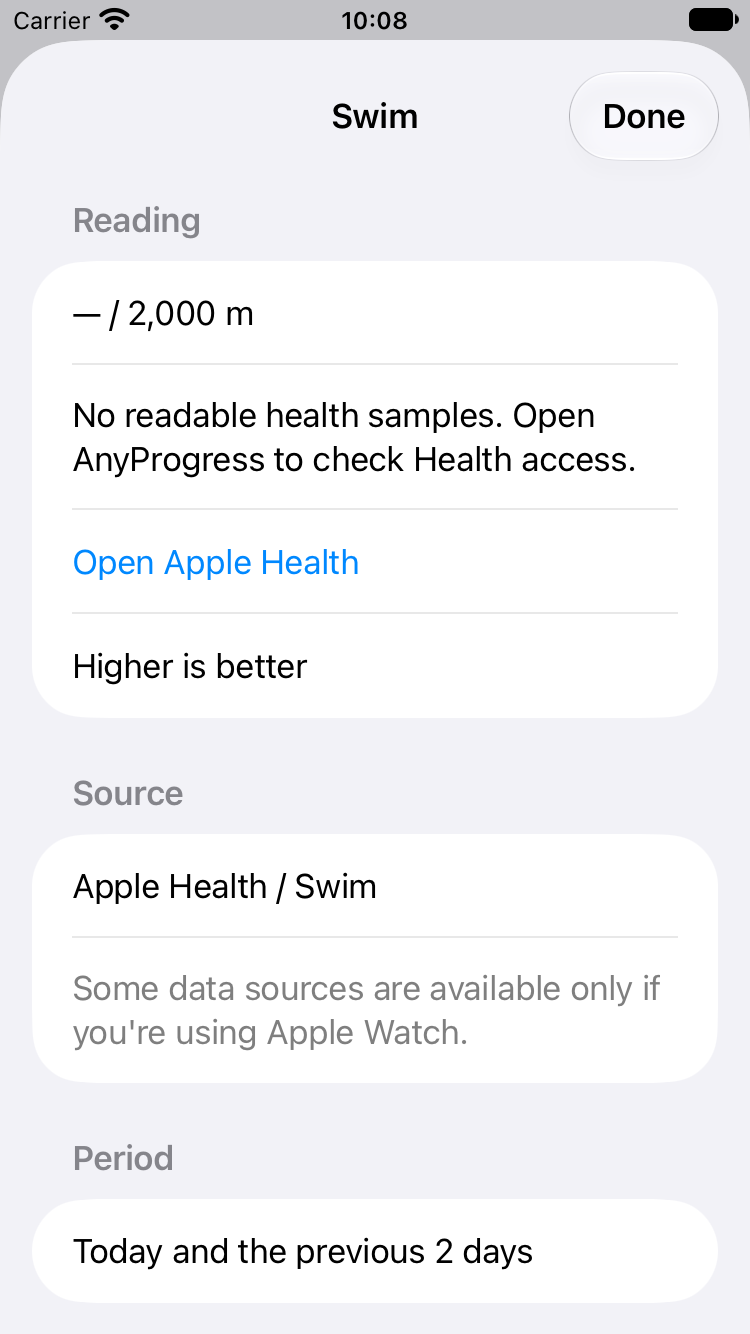 Carrier 10:08
Swim
Done
Reading
— / 2,000 m
No readable health samples. Open
AnyProgress to check Health access.
Open Apple Health
Higher is better
Source
Apple Health / Swim
Some data sources are available only if
you're using Apple Watch.
Period
Today and the previous 2 days